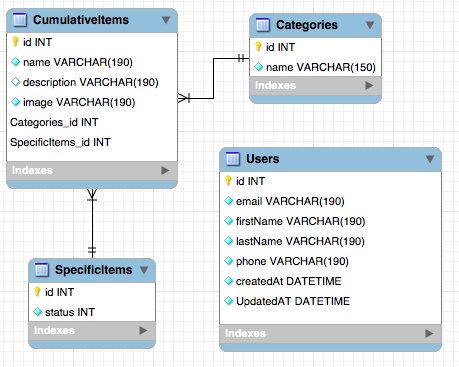 CumulativeItems
id INT
name VARCHAR(190)
description VARCHAR(190)
image VARCHAR(190)
Categories_id INT
SpecificItems_id INT
Indexes
Categories
id INT
name VARCHAR(150)
Indexes
Users
id INT
email VARCHAR(190)
firstName VARCHAR(190)
lastName VARCHAR(190)
phone VARCHAR(190)
createdAt DATETIME
UpdatedAT DATETIME
Indexes
SpecificItems
id INT
status INT
Indexes